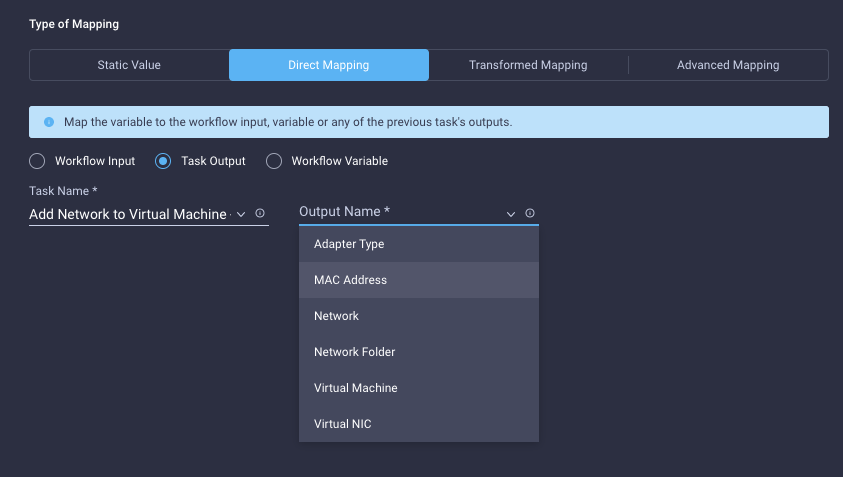 Type of Mapping
Static Value
Direct Mapping
Transformed Mapping
Advanced Mapping
Map the variable to the workflow input, variable or any of the previous task's outputs.
Workflow Input
Task Output
Workflow Variable
Task Name *
Add Network to Virtual Machine
Output Name *
Adapter Type
MAC Address
Network
Network Folder
Virtual Machine
Virtual NIC